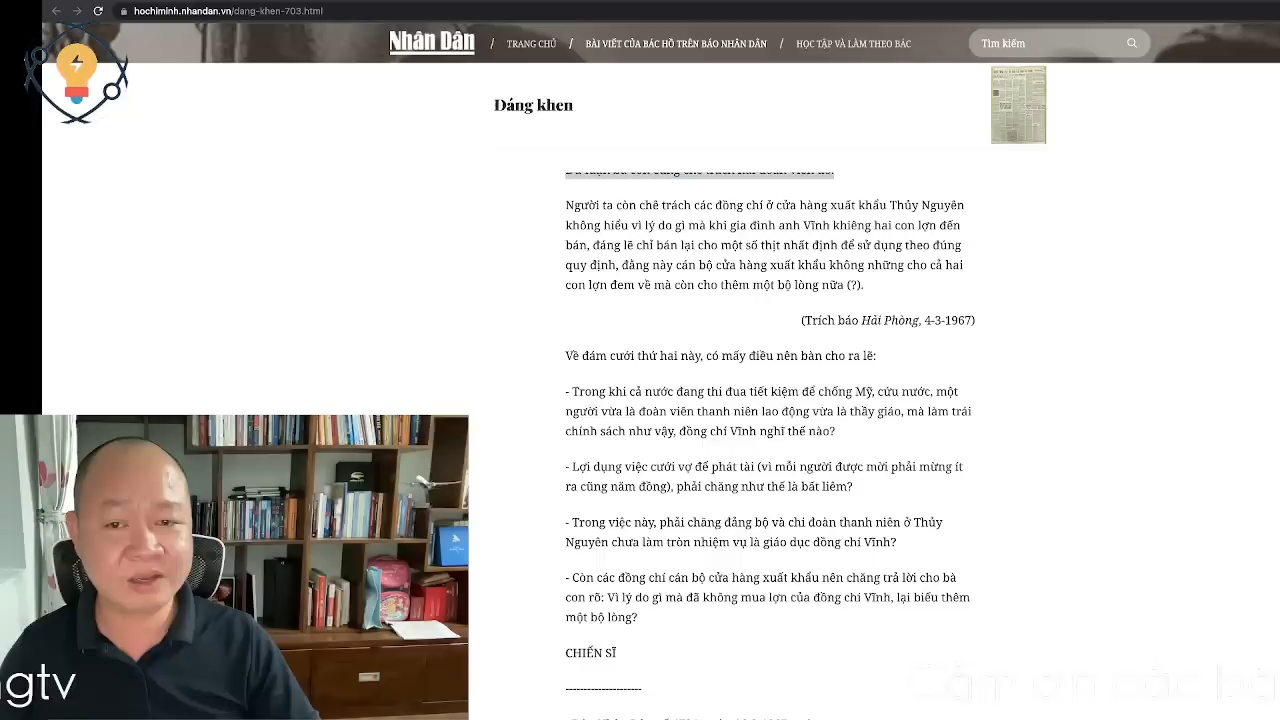 hochiminh.nhandan.vn/dang-khen-703.html
Nhân Dân / TRANG CHỦ / BÀI VIẾT CỦA BÁC HỒ TRÊN BÁO NHÂN DÂN / HỌC TẬP VÀ LÀM THEO BÁC Tìm kiếm
Đáng khen
Người ta còn chê trách các đồng chí ở cửa hàng xuất khẩu Thủy Nguyên
không hiểu vì lý do gì mà khi gia đình anh Vĩnh khiêng hai con lợn đến
bán, đáng lẽ chỉ bán lại cho một số thịt nhất định để sử dụng theo đúng
quy định, đằng này cán bộ cửa hàng xuất khẩu không những cho cả hai
con lợn đem về mà còn cho thêm một bộ lòng nữa (?).
(Trích báo Hải Phòng, 4-3-1967)
Về đám cưới thứ hai này, có mấy điều nên bàn cho ra lẽ:
- Trong khi cả nước đang thi đua tiết kiệm để chống Mỹ, cứu nước, một
người vừa là đoàn viên thanh niên lao động vừa là thầy giáo, mà làm trái
chính sách như vậy, đồng chí Vĩnh nghĩ thế nào?
- Lợi dụng việc cưới vợ để phát tài (vì mỗi người được mời phải mừng ít
ra cũng năm đồng), phải chăng như thế là bất liêm?
- Trong việc này, phải chăng đảng bộ và chi đoàn thanh niên ở Thủy
Nguyên chưa làm tròn nhiệm vụ là giáo dục đồng chí Vĩnh?
- Còn các đồng chí cán bộ cửa hàng xuất khẩu nên chăng trả lời cho bà
con rõ: Vì lý do gì mà đã không mua lợn của đồng chí Vĩnh, lại biếu thêm
một bộ lòng?
CHIẾN SĨ
---------------------
ngtv
Cảm ơn các bá